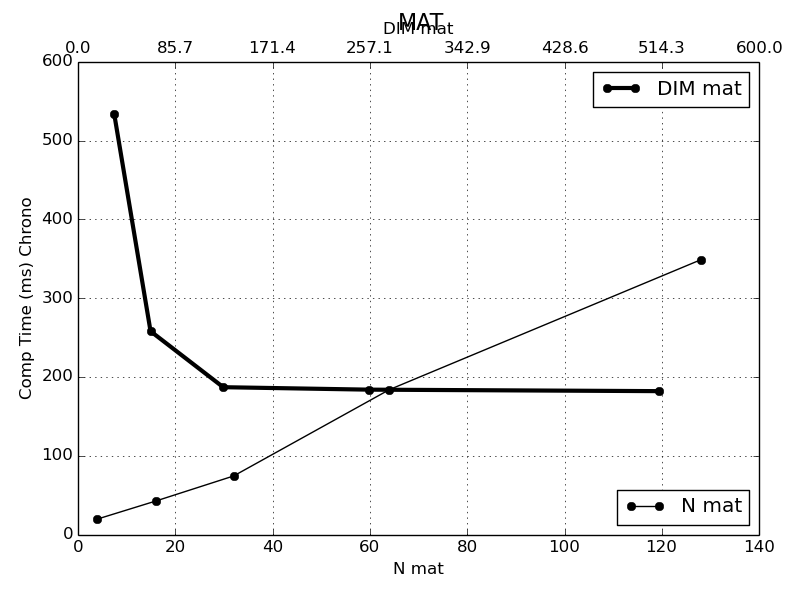 MAT
DIM mat
0.0 85.7 171.4 257.1 342.9 428.6 514.3 600.0
DIM mat
600
500
400
300
200
100
0
Comp Time (ms) Chrono
N mat
0 20 40 60 80 100 120 140
N mat